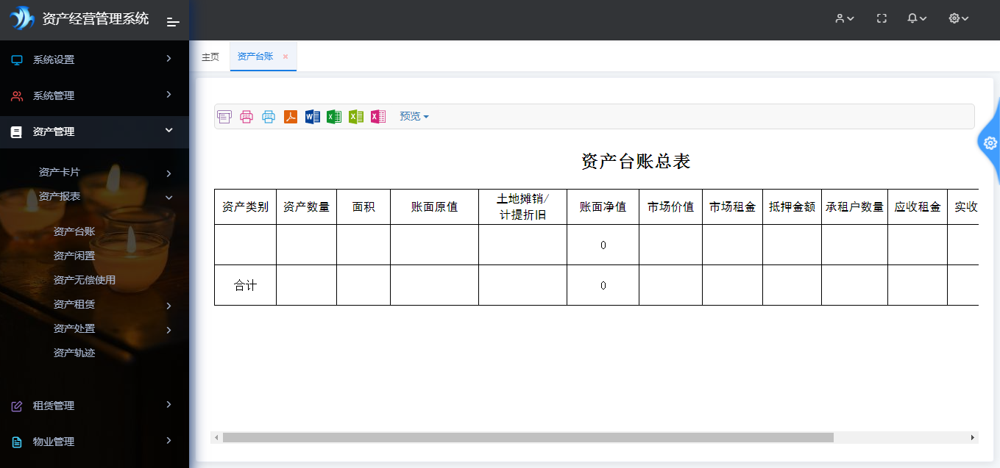 资产经营管理系统
系统设置
系统管理
资产管理
资产卡片
资产报表
资产台账
资产闲置
资产无偿使用
资产租赁
资产处置
资产轨迹
租赁管理
物业管理
主页 资产台账 ×
预览
资产台账总表
资产类别 资产数量 面积 账面原值 土地摊销/ 账面净值 市场价值 市场租金 抵押金额 承租户数量 应收租金 实收
计提折旧
0
合计 0